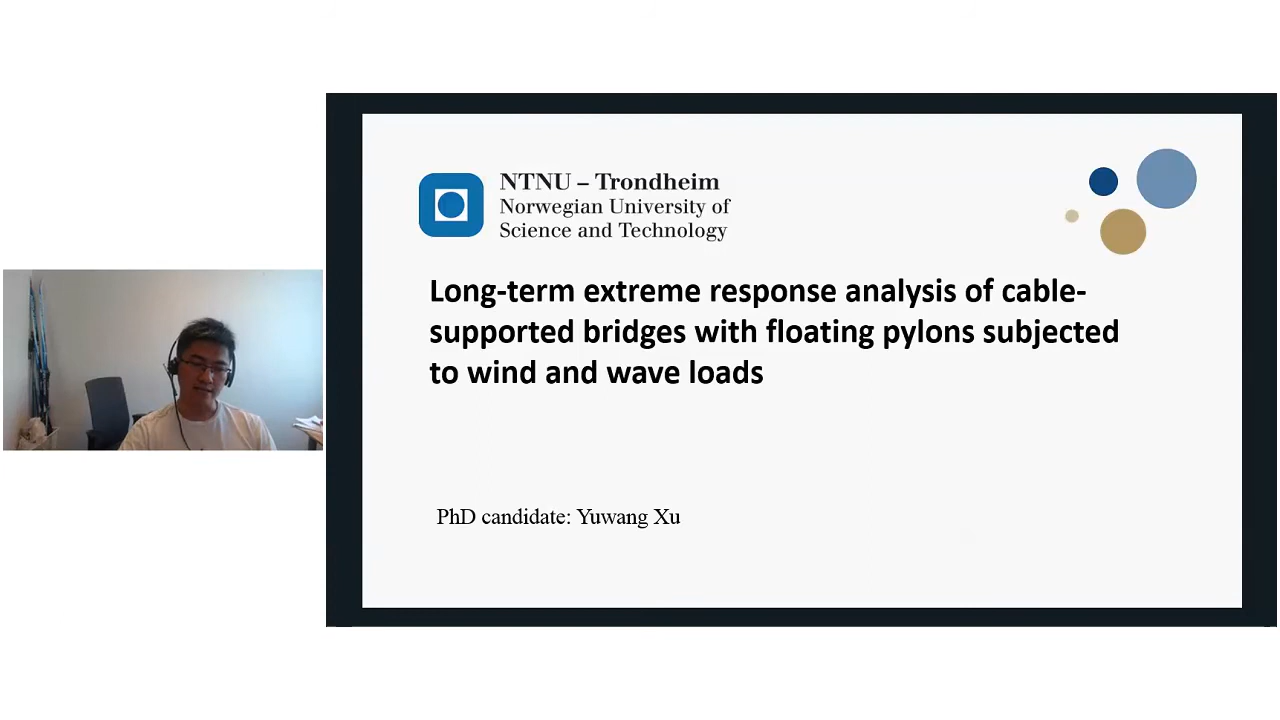 NTNU – Trondheim
Norwegian University of
Science and Technology
Long-term extreme response analysis of cable-
supported bridges with floating pylons subjected
to wind and wave loads
PhD candidate: Yuwang Xu